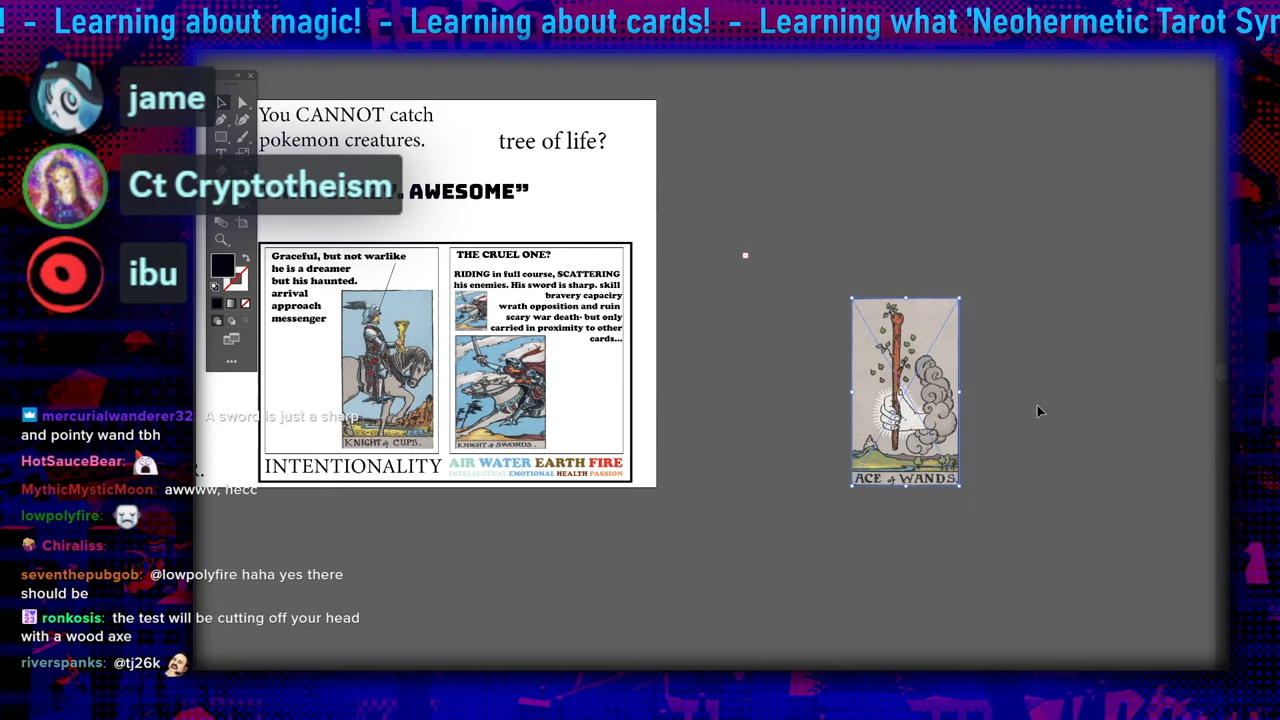 ! - Learning about magic! - Learning about cards! - Learning what 'Neohermetic Tarot Syr
jame
Ct Cryptotheism
ibu
You CANNOT catch
pokemon creatures.
tree of life?
AWESOME”
Graceful, but not warlike
he is a dreamer
but his haunted.
arrival
approach
messenger
KNIGHT of CUPS.
THE CRUEL ONE?
RIDING in full course, SCATTERING
his enemies. His sword is sharp. skill
bravery capaciry
wrath opposition and ruin
scary war death- but only
carried in proximity to other
cards...
KNIGHT of SWORDS.
INTENTIONALITY
AIR WATER EARTH FIRE
INTELLECTUAL EMOTIONAL HEALTH PASSION
ACE of WANDS.
mercurialwanderer32: A sword is just a sharp
and pointy wand tbh
HotSauceBear:
MythicMysticMoon: awwww, hecc
lowpolyfire:
Chiraliss:
seventhepubgob: @lowpolyfire haha yes there
should be
ronkosis: the test will be cutting off your head
with a wood axe
riverspanks: @tj26k